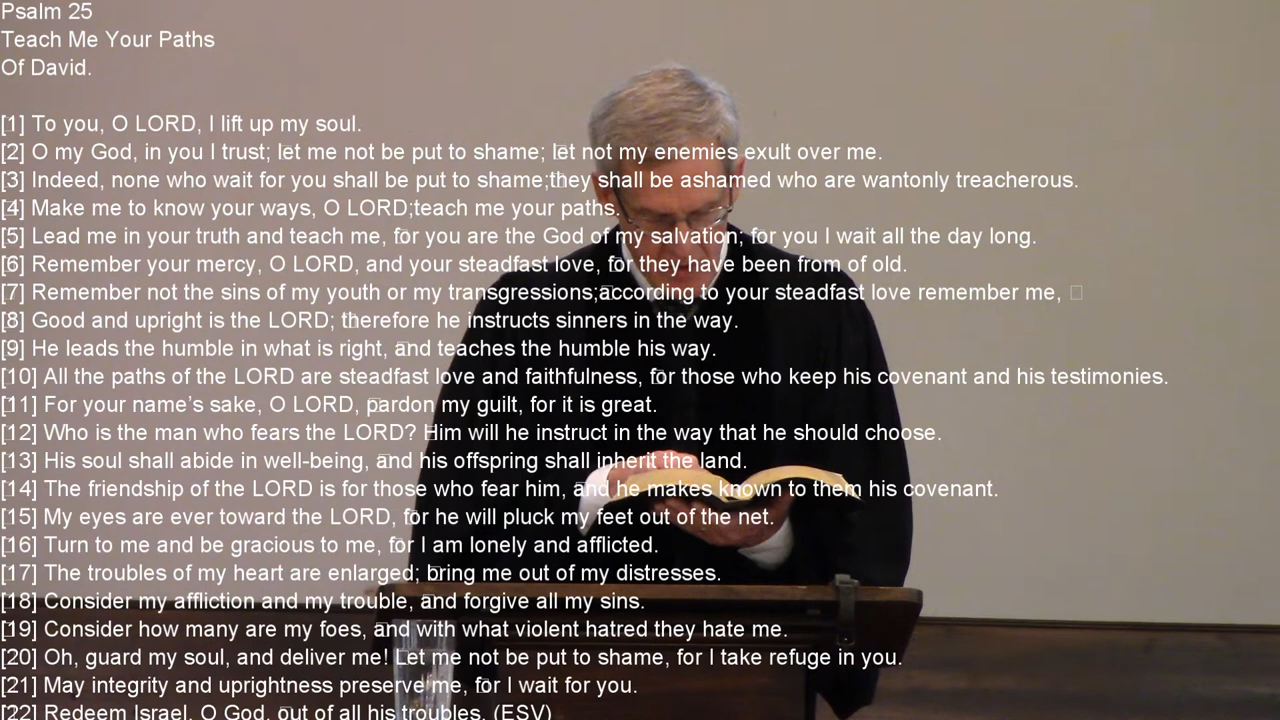 Psalm 25
Teach Me Your Paths
Of David.
[1] To you, O LORD, I lift up my soul.
[2] O my God, in you I trust; let me not be put to shame; let not my enemies exult over me.
[3] Indeed, none who wait for you shall be put to shame;they shall be ashamed who are wantonly treacherous.
[4] Make me to know your ways, O LORD;teach me your paths.
[5] Lead me in your truth and teach me, for you are the God of my salvation; for you I wait all the day long.
[6] Remember your mercy, O LORD, and your steadfast love, for they have been from of old.
[7] Remember not the sins of my youth or my transgressions;according to your steadfast love remember me,
[8] Good and upright is the LORD; therefore he instructs sinners in the way.
[9] He leads the humble in what is right, and teaches the humble his way.
[10] All the paths of the LORD are steadfast love and faithfulness, for those who keep his covenant and his testimonies.
[11] For your name’s sake, O LORD, pardon my guilt, for it is great.
[12] Who is the man who fears the LORD? Him will he instruct in the way that he should choose.
[13] His soul shall abide in well-being, and his offspring shall inherit the land.
[14] The friendship of the LORD is for those who fear him, and he makes known to them his covenant.
[15] My eyes are ever toward the LORD, for he will pluck my feet out of the net.
[16] Turn to me and be gracious to me, for I am lonely and afflicted.
[17] The troubles of my heart are enlarged; bring me out of my distresses.
[18] Consider my affliction and my trouble, and forgive all my sins.
[19] Consider how many are my foes, and with what violent hatred they hate me.
[20] Oh, guard my soul, and deliver me! Let me not be put to shame, for I take refuge in you.
[21] May integrity and uprightness preserve me, for I wait for you.
[22] Redeem Israel, O God, out of all his troubles. (ESV)